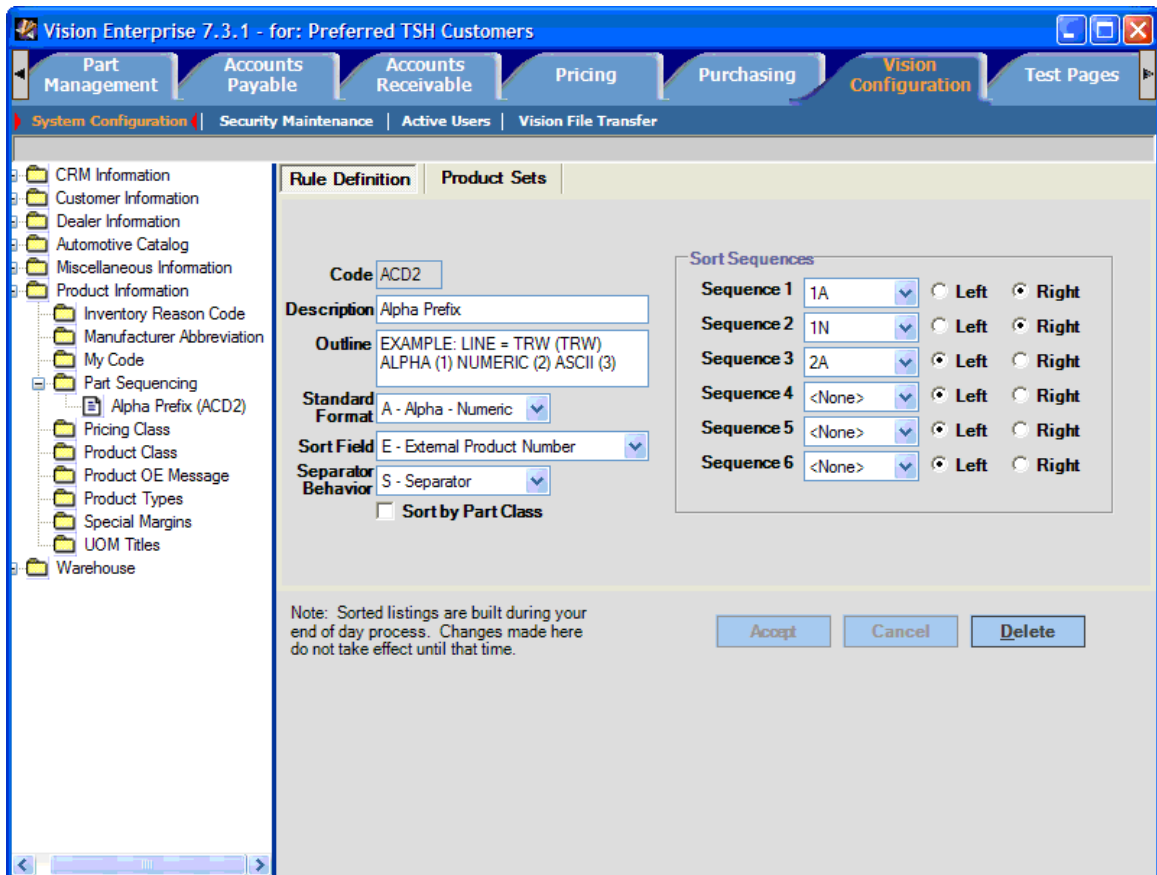 Vision Enterprise 7.3.1 - for: Preferred TSH Customers
Part Management
Accounts Payable
Accounts Receivable
Pricing
Purchasing
Vision Configuration
Test Pages
System Configuration | Security Maintenance | Active Users | Vision File Transfer
CRM Information
Customer Information
Dealer Information
Automotive Catalog
Miscellaneous Information
Product Information
Inventory Reason Code
Manufacturer Abbreviation
My Code
Part Sequencing
Alpha Prefix (ACD2)
Pricing Class
Product Class
Product OE Message
Product Types
Special Margins
UOM Titles
Warehouse
Rule Definition
Product Sets
Code ACD2
Description Alpha Prefix
Outline EXAMPLE: LINE = TRW (TRW)
ALPHA (1) NUMERIC (2) ASCII (3)
Standard Format A - Alpha - Numeric
Sort Field E - External Product Number
Separator Behavior S - Separator
Sort by Part Class
Sort Sequences
Sequence 1 1A Left Right
Sequence 2 1N Left Right
Sequence 3 2A Left Right
Sequence 4 <None> Left Right
Sequence 5 <None> Left Right
Sequence 6 <None> Left Right
Note: Sorted listings are built during your
end of day process. Changes made here
do not take effect until that time.
Accept
Cancel
Delete